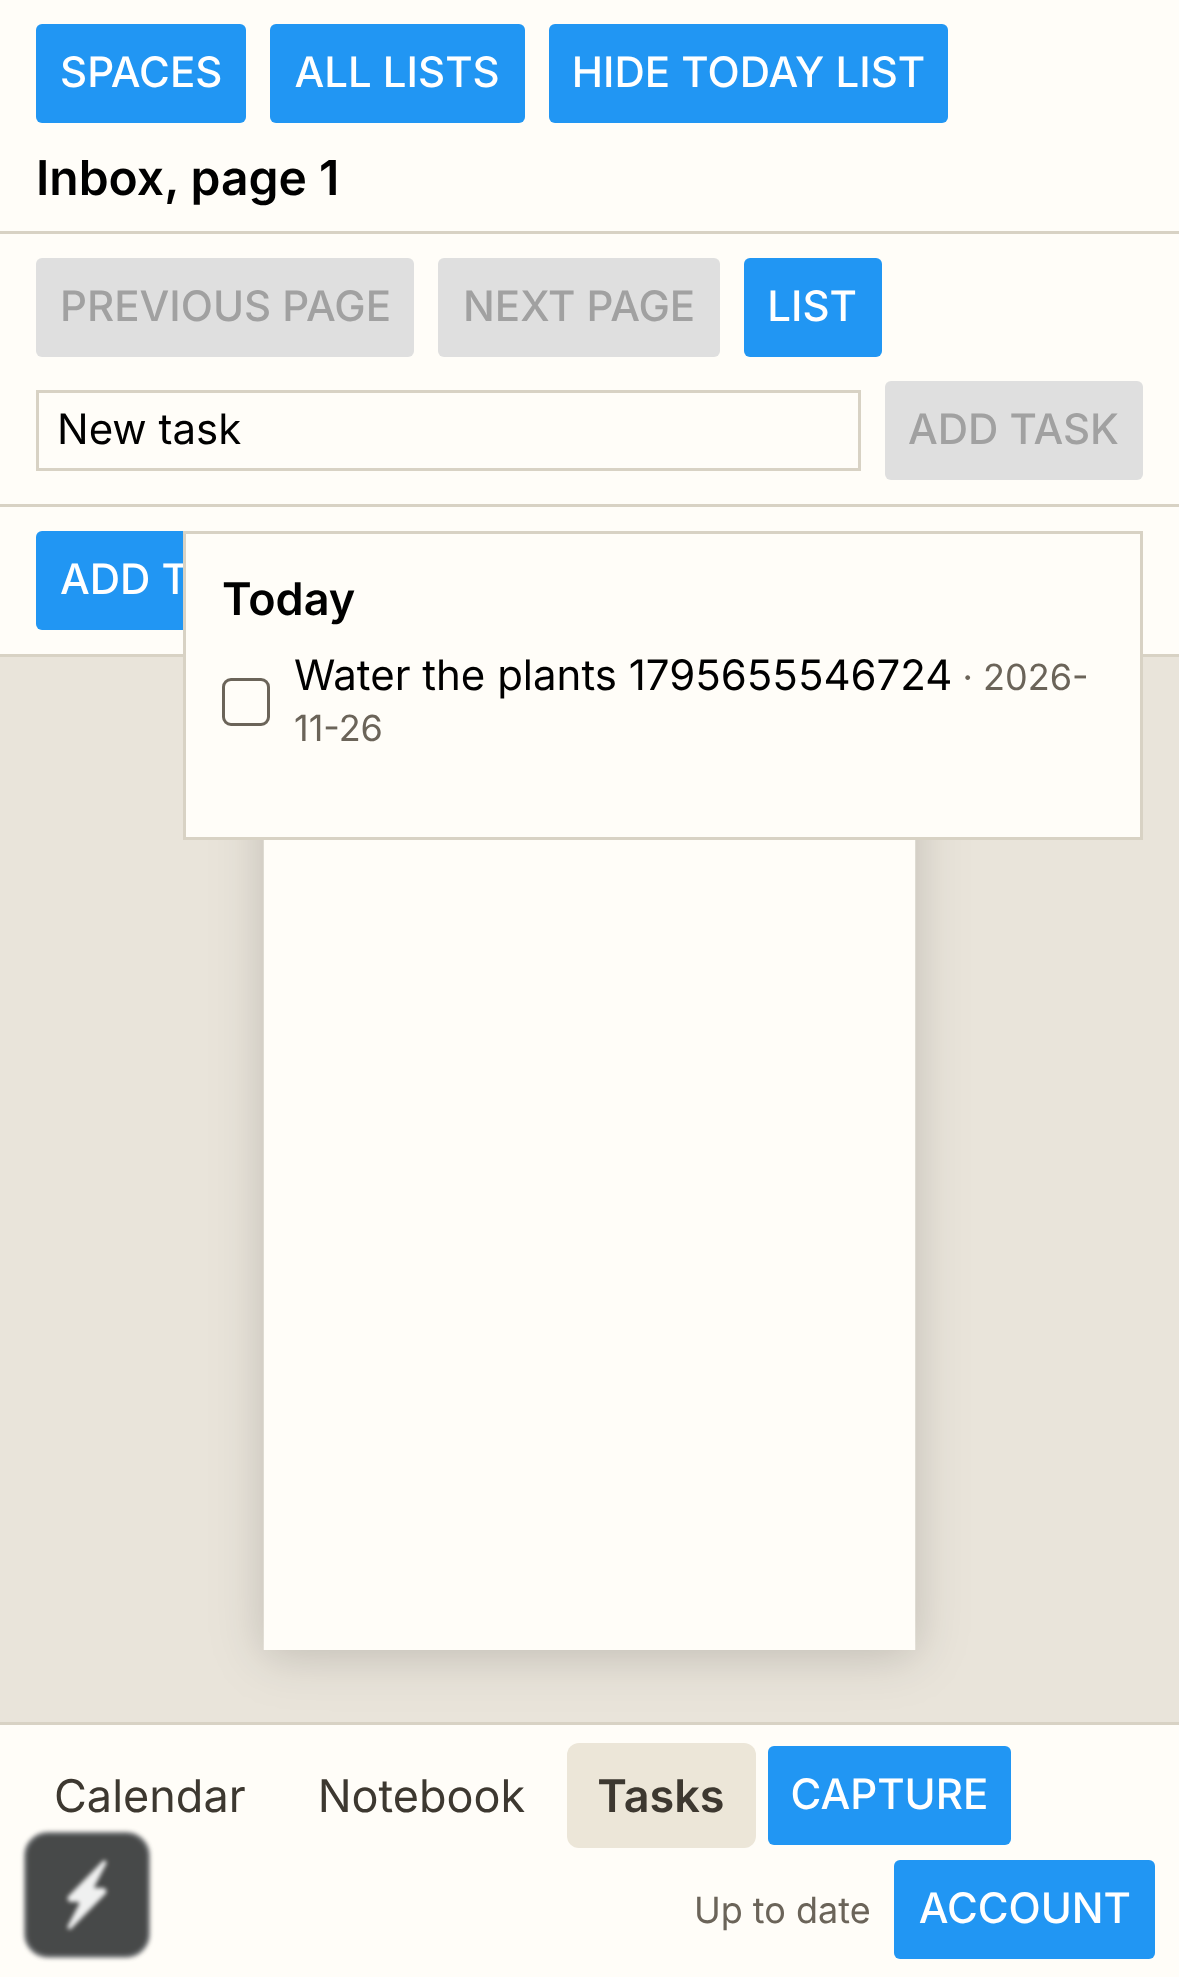 SPACES ALL LISTS HIDE TODAY LIST
Inbox, page 1
PREVIOUS PAGE NEXT PAGE LIST
New task ADD TASK
ADD T
Today
Water the plants 1795655546724 · 2026-
11-26
Calendar Notebook Tasks CAPTURE
Up to date ACCOUNT